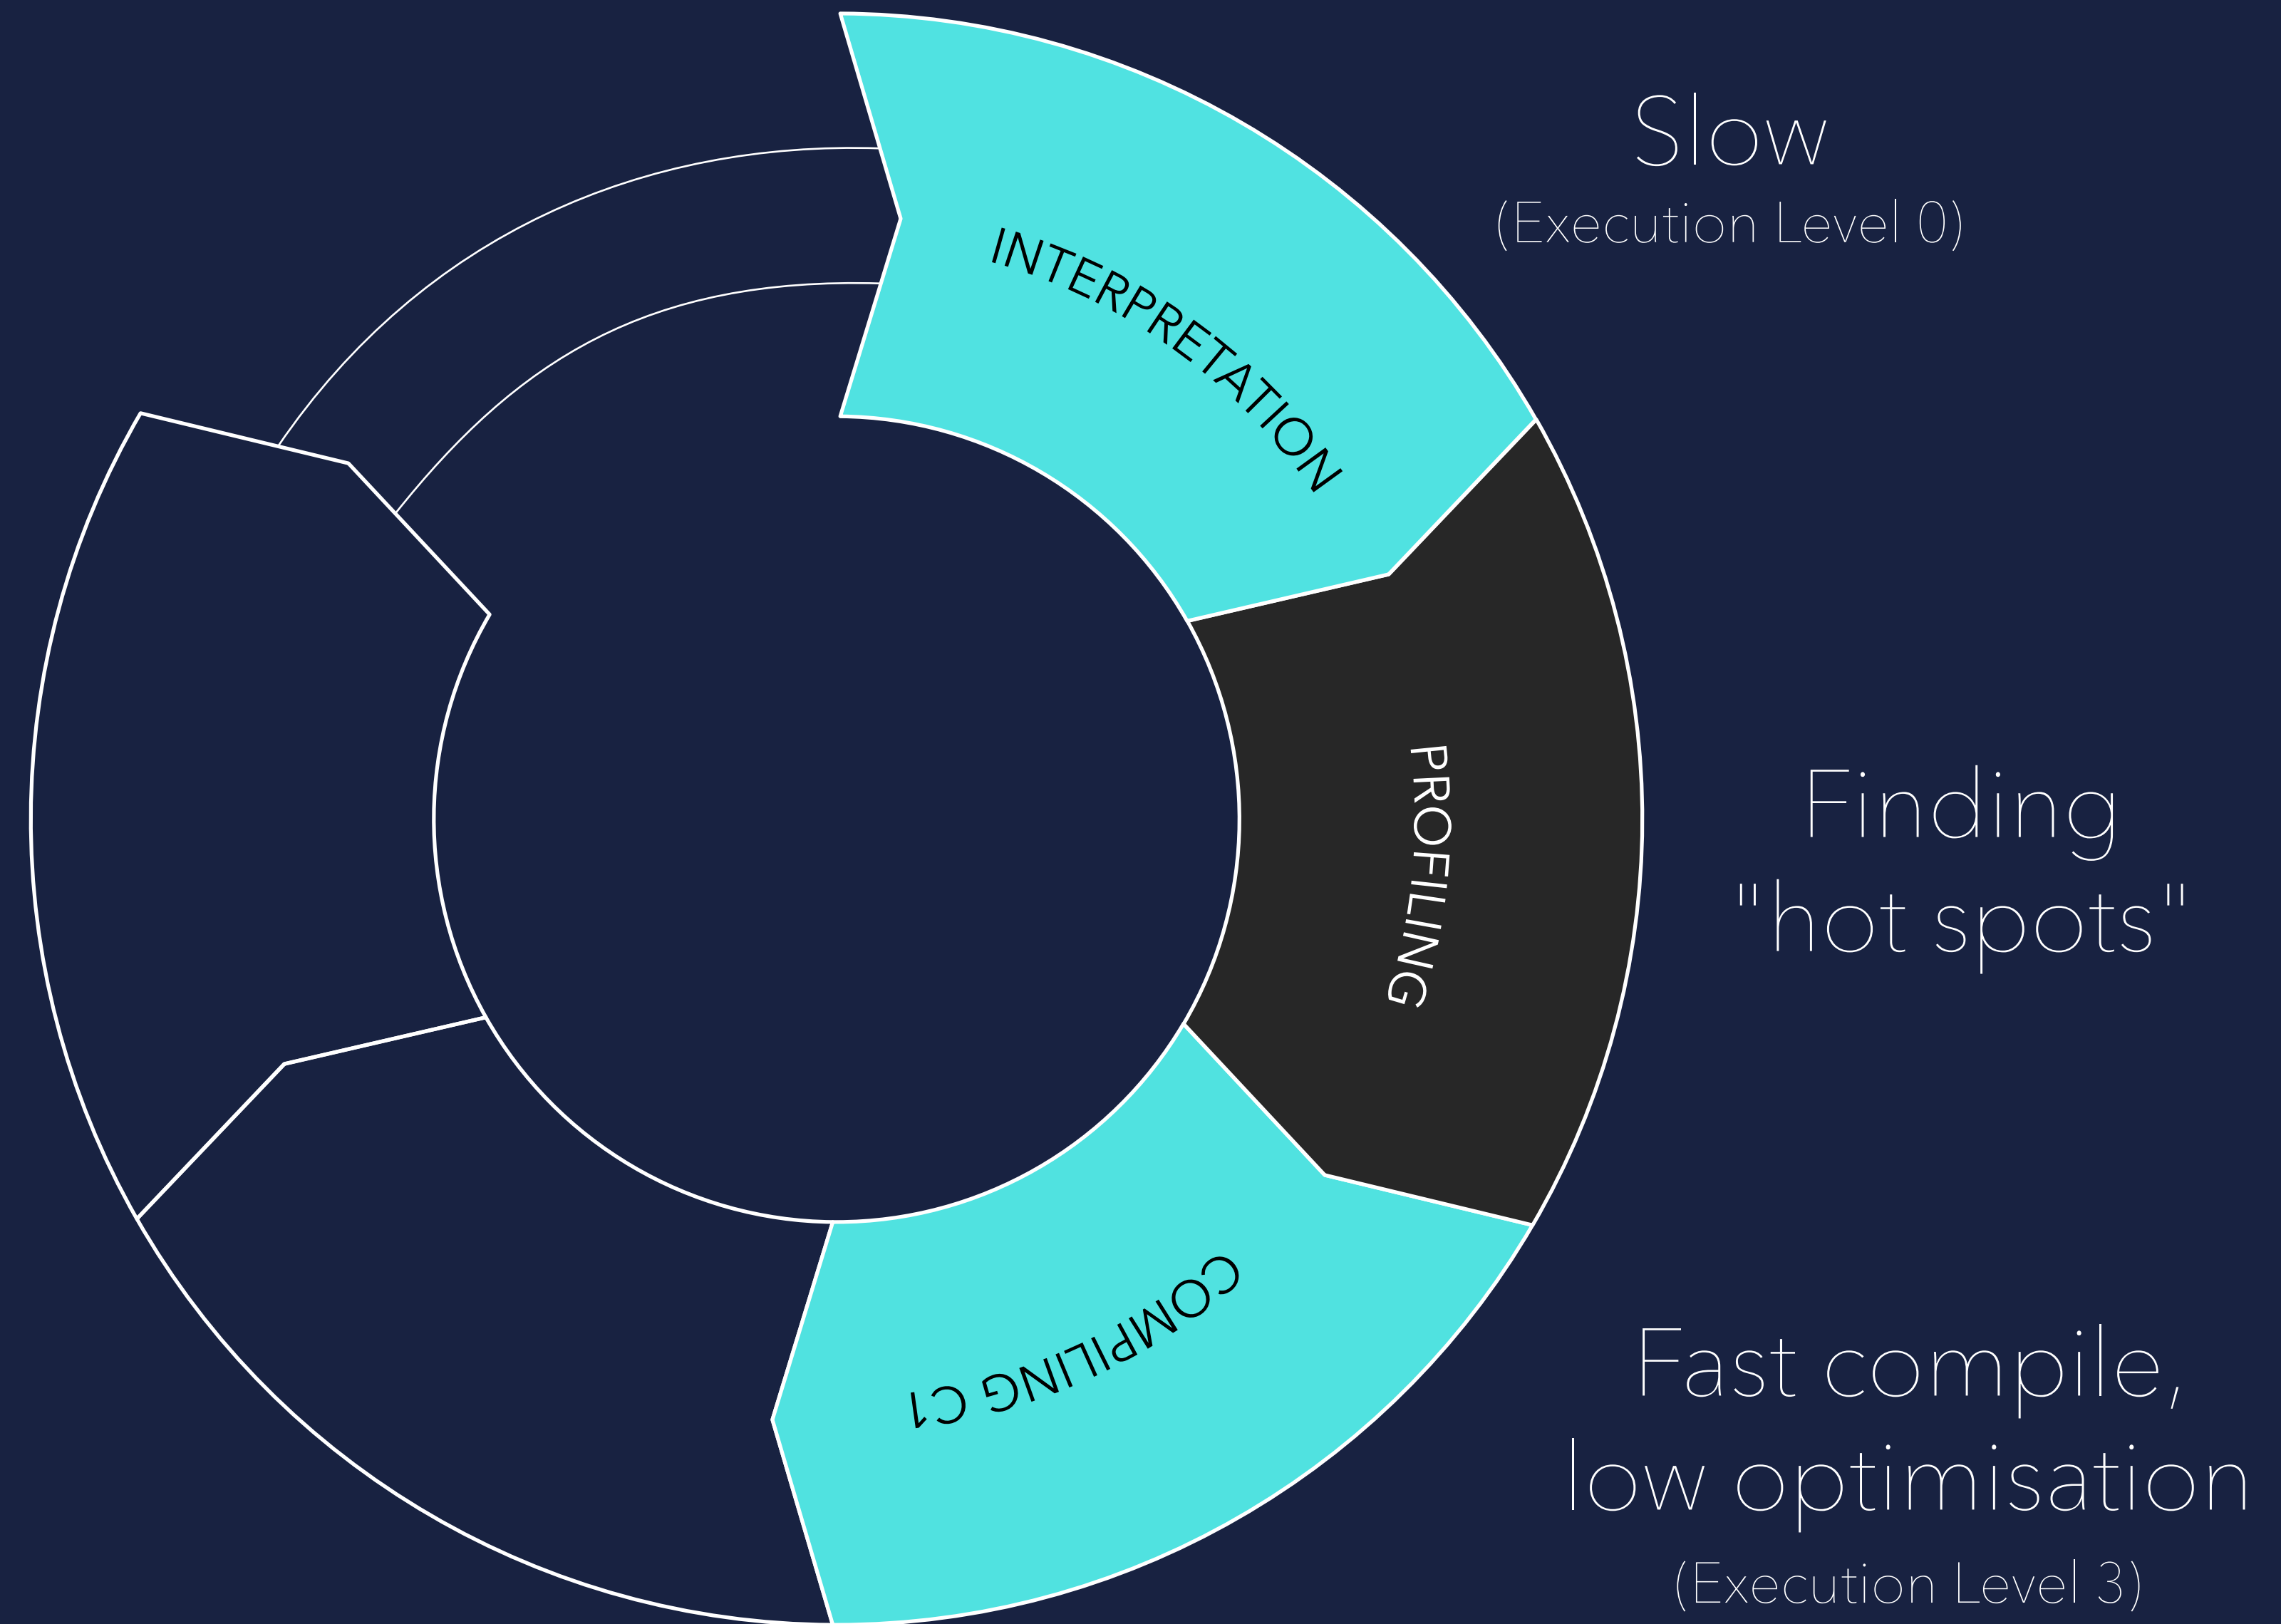 INTERPRETATION
Slow
(Execution Level 0)
PROFILING
Finding
"hot spots"
COMPILING C1
Fast compile,
low optimisation
(Execution Level 3)